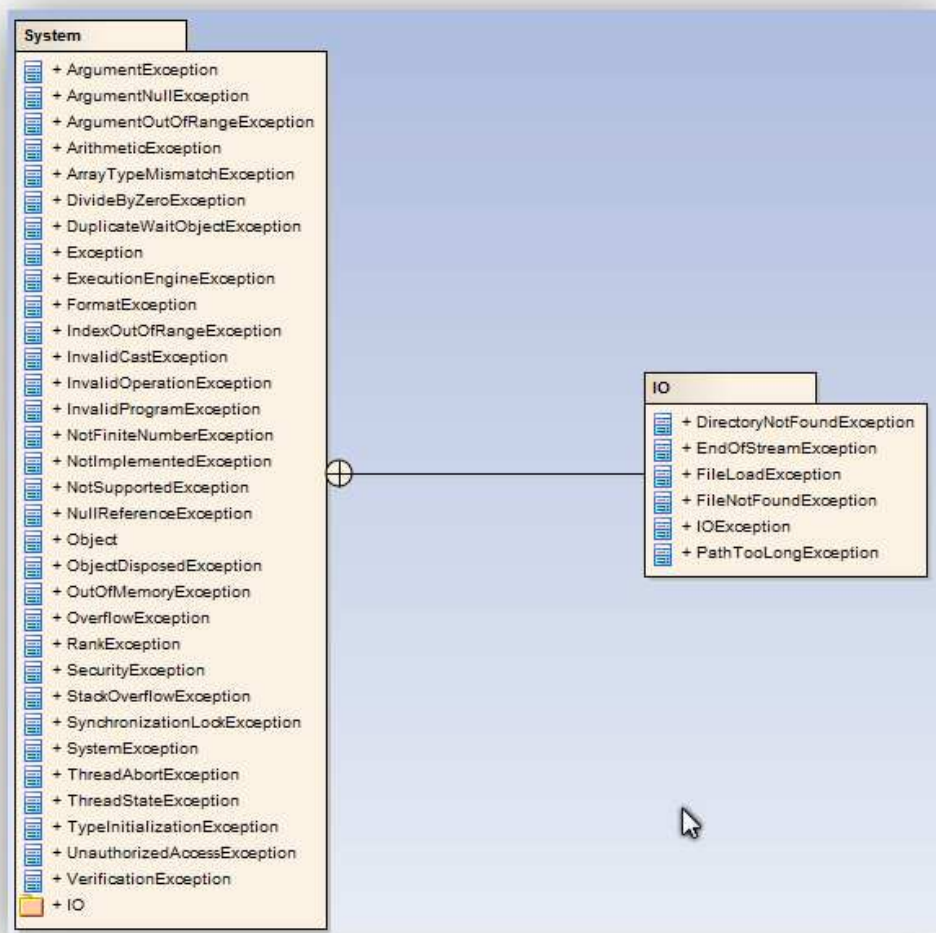 System
+ ArgumentException
+ ArgumentNullException
+ ArgumentOutOfRangeException
+ ArithmeticException
+ ArrayTypeMismatchException
+ DivideByZeroException
+ DuplicateWaitObjectException
+ Exception
+ ExecutionEngineException
+ FormatException
+ IndexOutOfRangeException
+ InvalidCastException
+ InvalidOperationException
+ InvalidProgramException
+ NotFiniteNumberException
+ NotImplementedException
+ NotSupportedException
+ NullReferenceException
+ Object
+ ObjectDisposedException
+ OutOfMemoryException
+ OverflowException
+ RankException
+ SecurityException
+ StackOverflowException
+ SynchronizationLockException
+ SystemException
+ ThreadAbortException
+ ThreadStateException
+ TypeInitializationException
+ UnauthorizedAccessException
+ VerificationException
+ IO
IO
+ DirectoryNotFoundException
+ EndOfStreamException
+ FileLoadException
+ FileNotFoundException
+ IOException
+ PathTooLongException